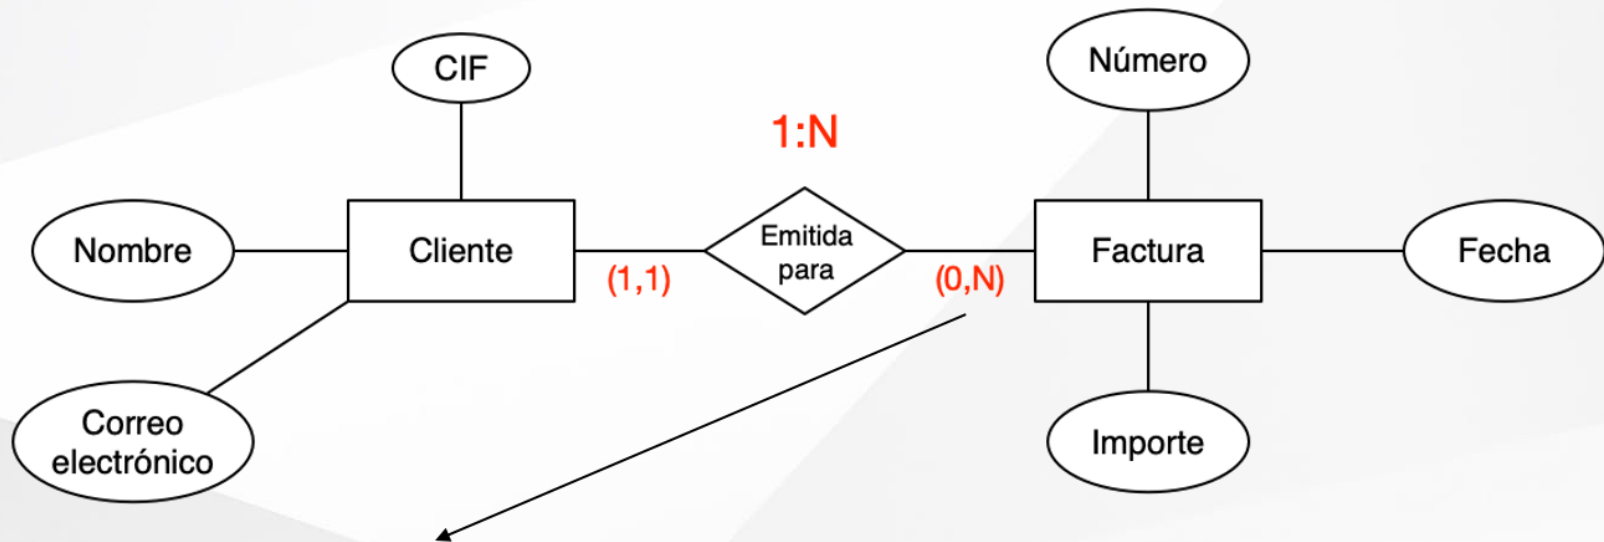 CIF
Número
1:N
Nombre
Cliente
Emitida
para
Factura
Fecha
(1,1)
(0,N)
Correo
electrónico
Importe